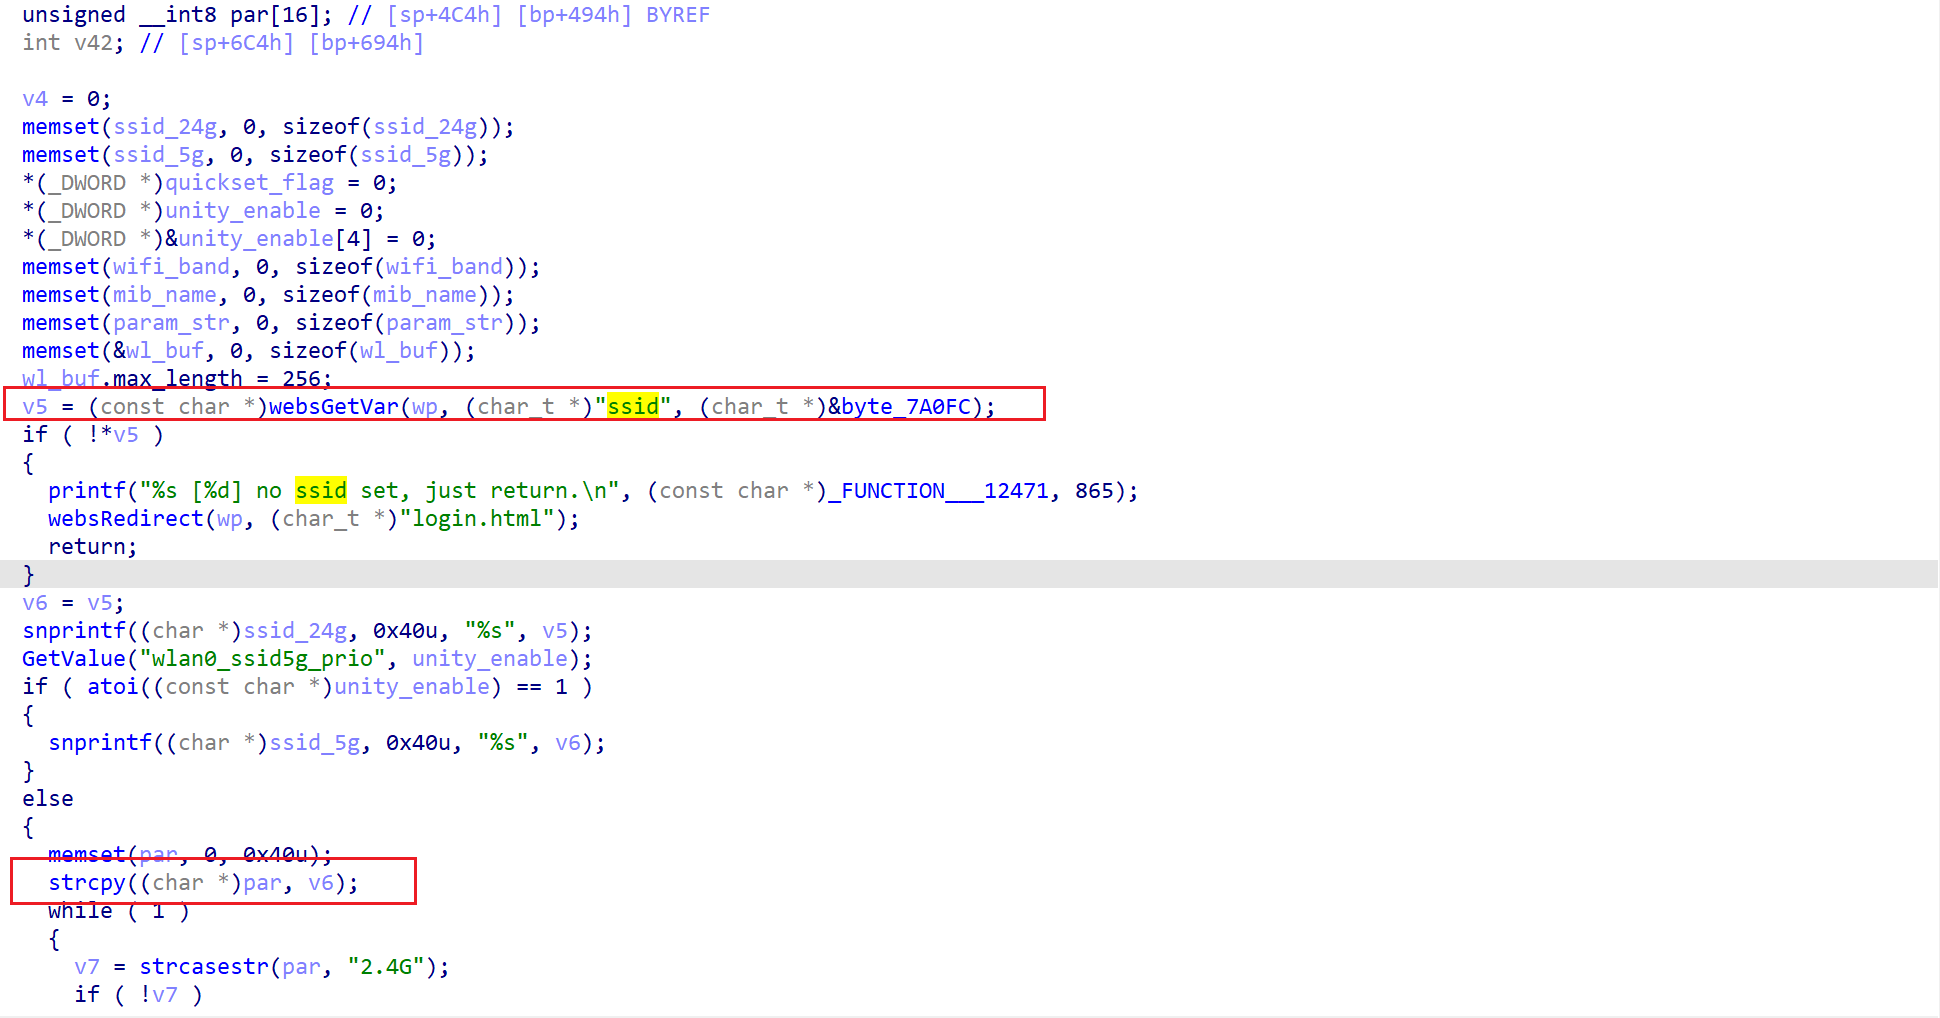 unsigned __int8 par[16]; // [sp+4C4h] [bp+494h] BYREF
int v42; // [sp+6C4h] [bp+694h]
v4 = 0;
memset(ssid_24g, 0, sizeof(ssid_24g));
memset(ssid_5g, 0, sizeof(ssid_5g));
*(_DWORD *)quickset_flag = 0;
*(_DWORD *)unity_enable = 0;
*(_DWORD *)&unity_enable[4] = 0;
memset(wifi_band, 0, sizeof(wifi_band));
memset(mib_name, 0, sizeof(mib_name));
memset(param_str, 0, sizeof(param_str));
memset(&wl_buf, 0, sizeof(wl_buf));
wl_buf.max_length = 256;
v5 = (const char *)websGetVar(wp, (char_t *)"ssid", (char_t *)&byte_7A0FC);
if ( !*v5 )
{
printf("%s [%d] no ssid set, just return.\n", (const char *)_FUNCTION___12471, 865);
websRedirect(wp, (char_t *)"login.html");
return;
}
v6 = v5;
snprintf((char *)ssid_24g, 0x40u, "%s", v5);
GetValue("wlan0_ssid5g_prio", unity_enable);
if ( atoi((const char *)unity_enable) == 1 )
{
snprintf((char *)ssid_5g, 0x40u, "%s", v6);
}
else
{
memset(par, 0, 0x40u);
strcpy((char *)par, v6);
while ( 1 )
{
v7 = strcasestr(par, "2.4G");
if ( !v7 )